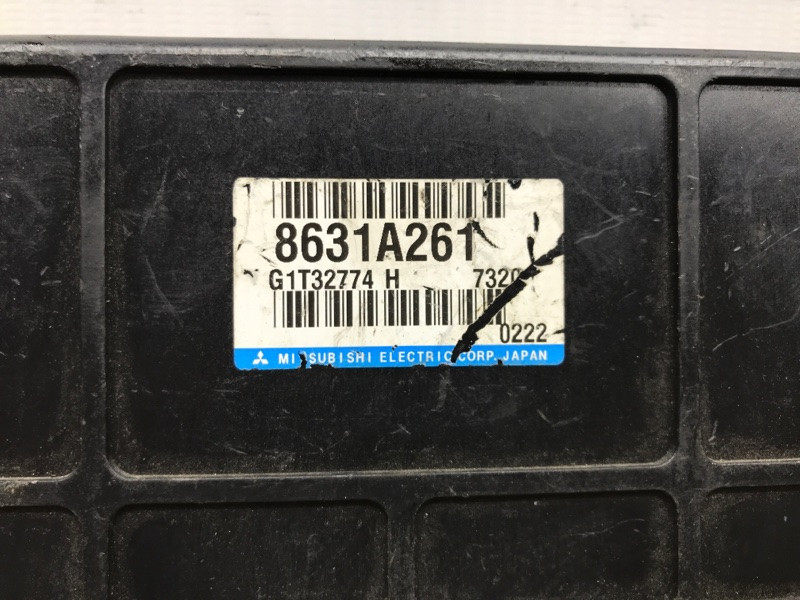 8631A261
G1T32774 H
0222
MITSUBISHI ELECTRIC CORP. JAPAN